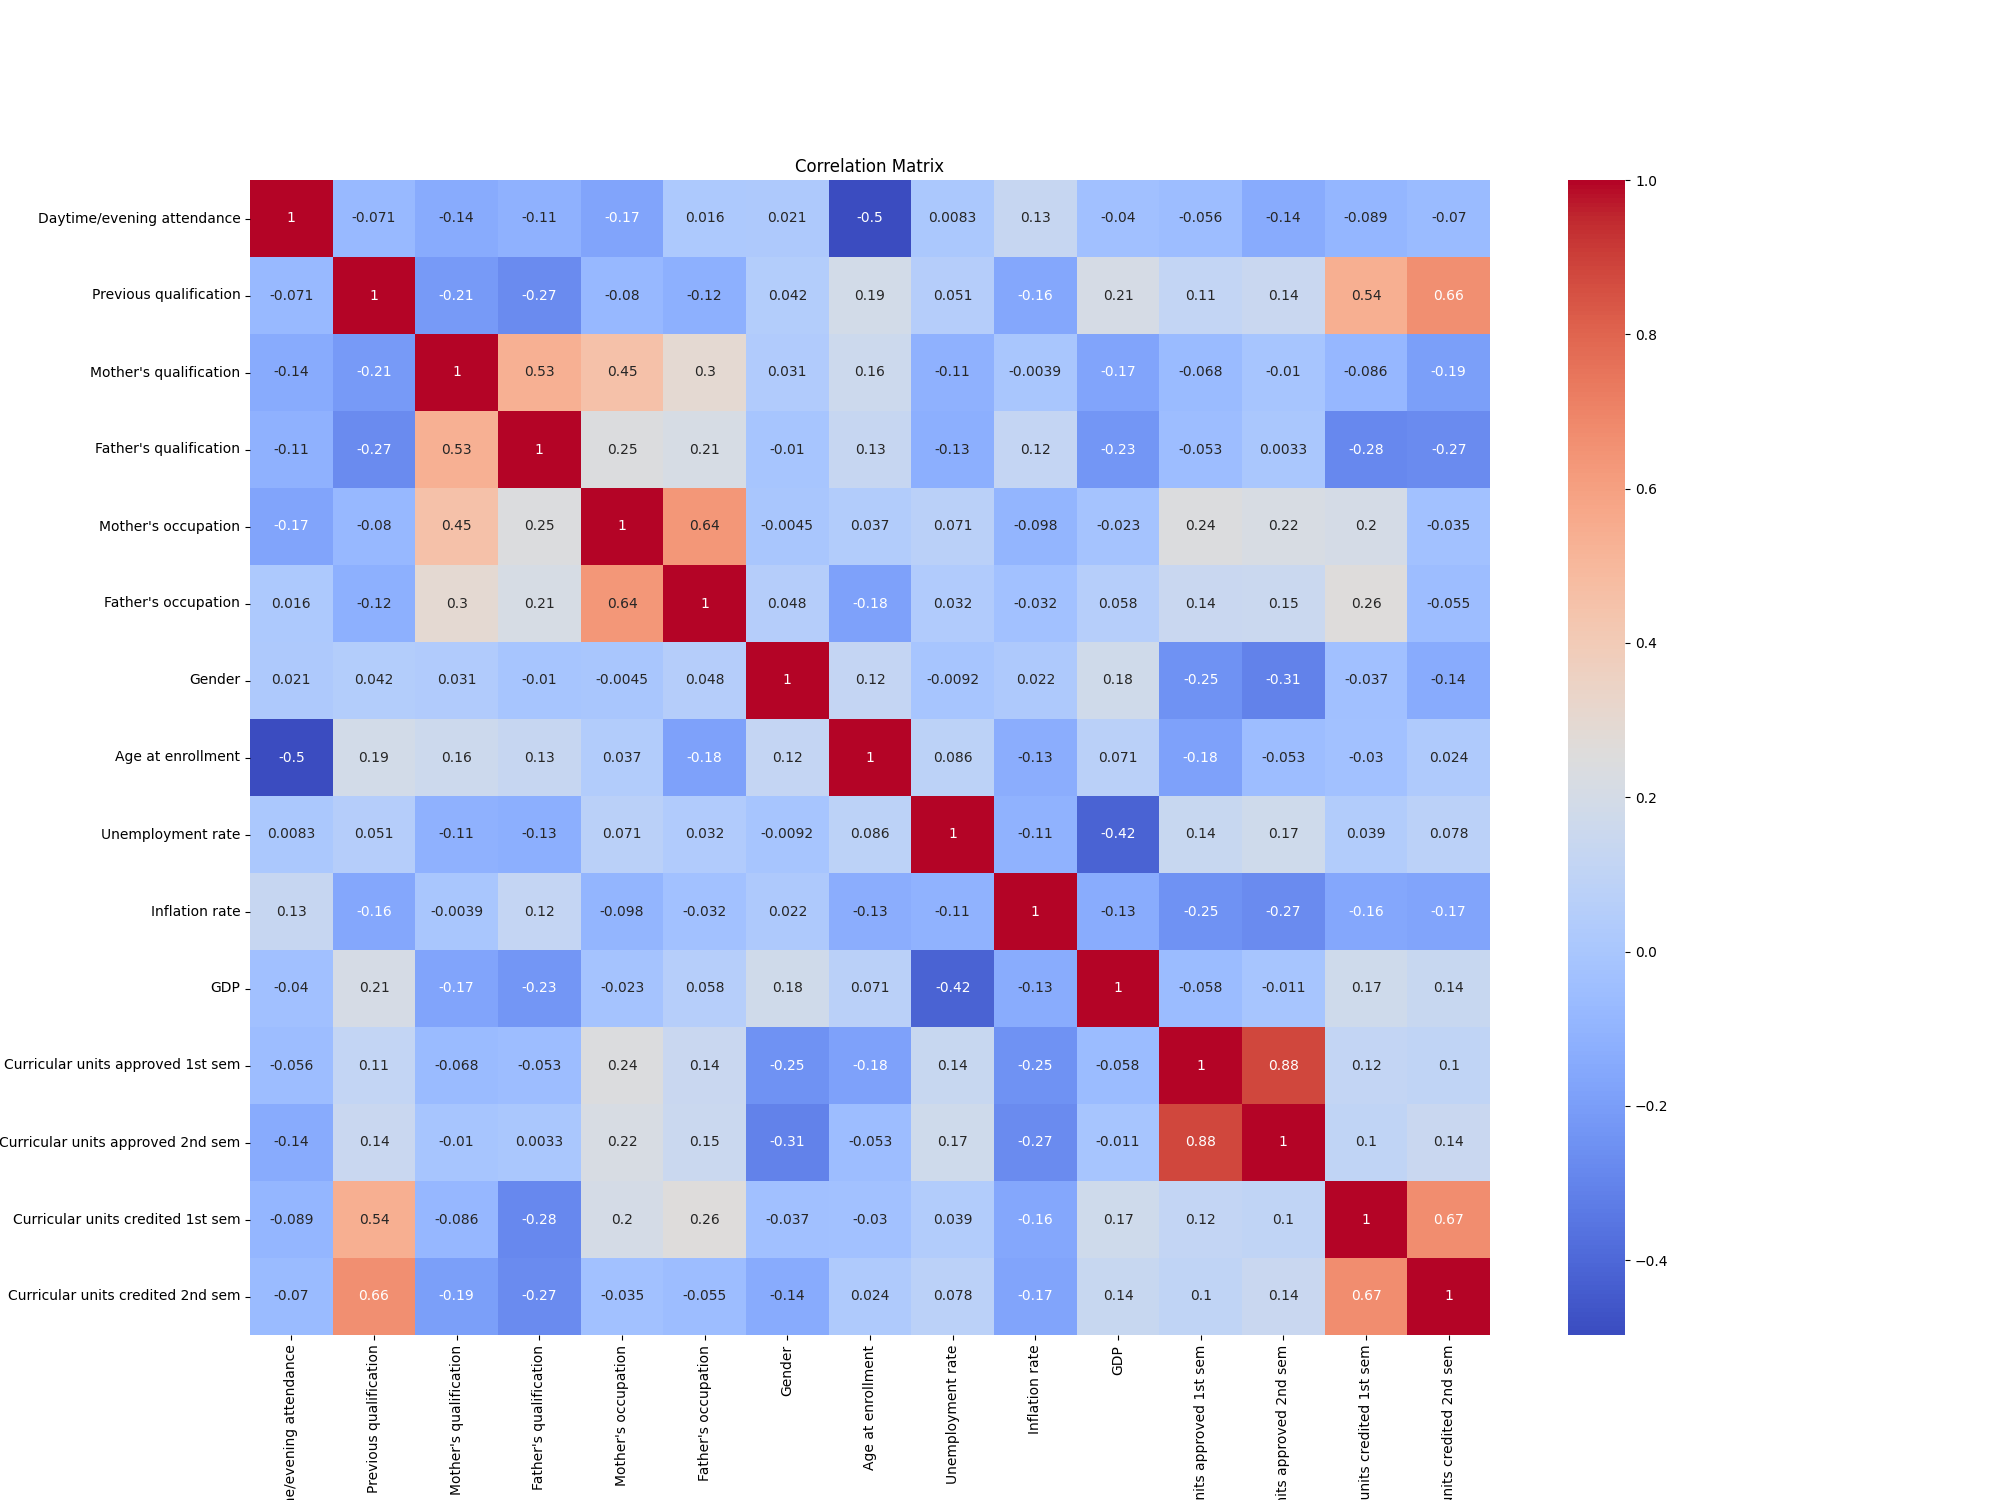 Correlation Matrix
Daytime/evening attendance 1 -0.071 -0.14 -0.11 -0.17 0.016 0.021 -0.5 0.0083 0.13 -0.04 -0.056 -0.14 -0.089 -0.07
Previous qualification -0.071 1 -0.21 -0.27 -0.08 -0.12 0.042 0.19 0.051 -0.16 0.21 0.11 0.14 0.54 0.66
Mother's qualification -0.14 -0.21 1 0.53 0.45 0.3 0.031 0.16 -0.11 -0.0039 -0.17 -0.068 -0.01 -0.086 -0.19
Father's qualification -0.11 -0.27 0.53 1 0.25 0.21 -0.01 0.13 -0.13 0.12 -0.23 -0.053 0.0033 -0.28 -0.27
Mother's occupation -0.17 -0.08 0.45 0.25 1 0.64 -0.0045 0.037 0.071 -0.098 -0.023 0.24 0.22 0.2 -0.035
Father's occupation 0.016 -0.12 0.3 0.21 0.64 1 0.048 -0.18 0.032 -0.032 0.058 0.14 0.15 0.26 -0.055
Gender 0.021 0.042 0.031 -0.01 -0.0045 0.048 1 0.12 -0.0092 0.022 0.18 -0.25 -0.31 -0.037 -0.14
Age at enrollment -0.5 0.19 0.16 0.13 0.037 -0.18 0.12 1 0.086 -0.13 0.071 -0.18 -0.053 -0.03 0.024
Unemployment rate 0.0083 0.051 -0.11 -0.13 0.071 0.032 -0.0092 0.086 1 -0.11 -0.42 0.14 0.17 0.039 0.078
Inflation rate 0.13 -0.16 -0.0039 0.12 -0.098 -0.032 0.022 -0.13 -0.11 1 -0.13 -0.25 -0.27 -0.16 -0.17
GDP -0.04 0.21 -0.17 -0.23 -0.023 0.058 0.18 0.071 -0.42 -0.13 1 -0.058 -0.011 0.17 0.14
Curricular units approved 1st sem -0.056 0.11 -0.068 -0.053 0.24 0.14 -0.25 -0.18 0.14 -0.25 -0.058 1 0.88 0.12 0.1
Curricular units approved 2nd sem -0.14 0.14 -0.01 0.0033 0.22 0.15 -0.31 -0.053 0.17 -0.27 -0.011 0.88 1 0.1 0.14
Curricular units credited 1st sem -0.089 0.54 -0.086 -0.28 0.2 0.26 -0.037 -0.03 0.039 -0.16 0.17 0.12 0.1 1 0.67
Curricular units credited 2nd sem -0.07 0.66 -0.19 -0.27 -0.035 -0.055 -0.14 0.024 0.078 -0.17 0.14 0.1 0.14 0.67 1
ne/evening attendance
Previous qualification
Mother's qualification
Father's qualification
Mother's occupation
Father's occupation
Gender
Age at enrollment
Unemployment rate
Inflation rate
GDP
nits approved 1st sem
nits approved 2nd sem
units credited 1st sem
units credited 2nd sem
1.0
0.8
0.6
0.4
0.2
0.0
−0.2
−0.4